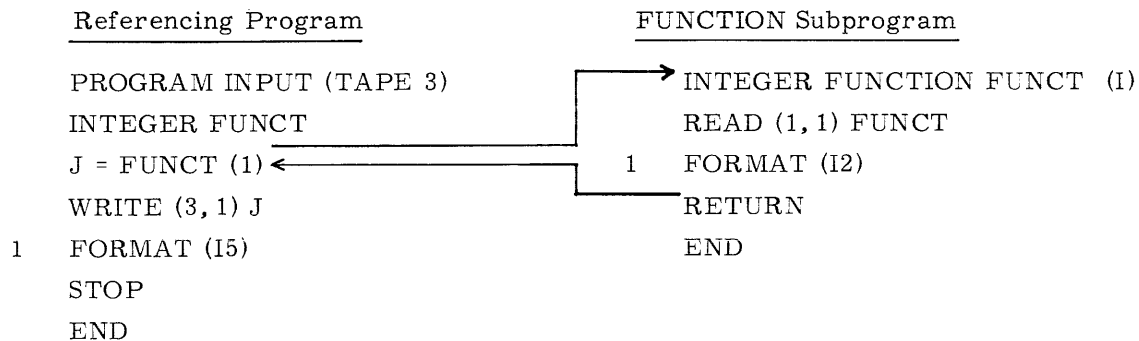 Referencing Program
PROGRAM INPUT (TAPE 3)
INTEGER FUNCT
J = FUNCT (1)
WRITE (3, 1) J
1 FORMAT (I5)
STOP
END
FUNCTION Subprogram
INTEGER FUNCTION FUNCT (I)
READ (1, 1) FUNCT
1 FORMAT (I2)
RETURN
END